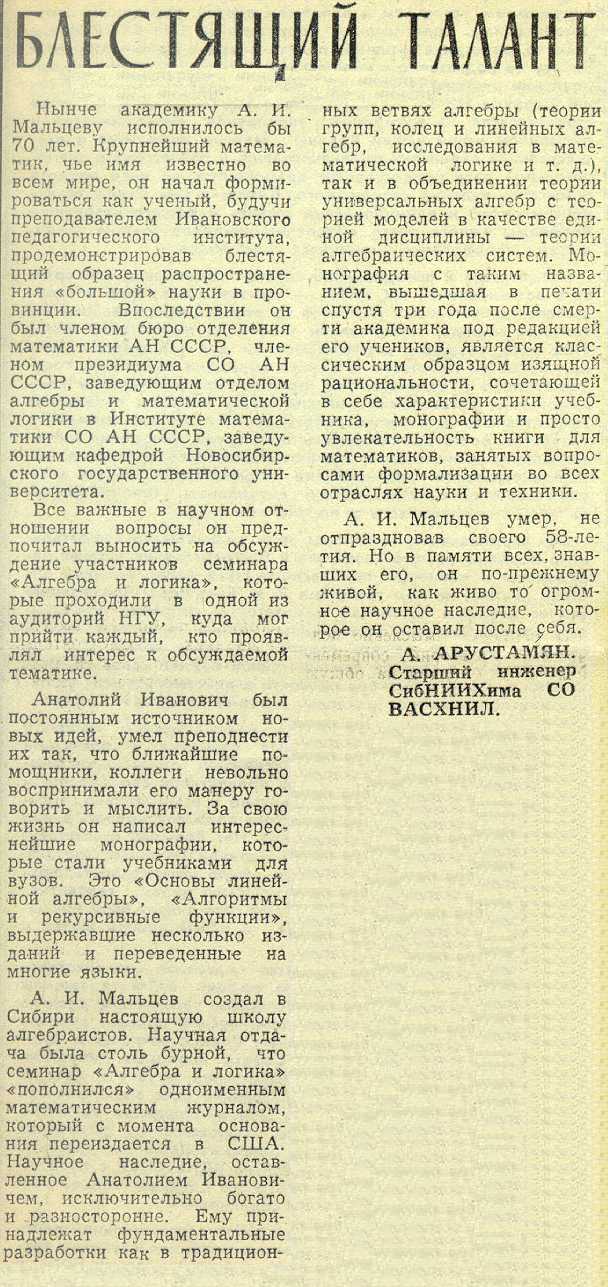 БЛЕСТЯЩИЙ ТАЛАНТ
Нынче академику А. И.
Мальцеву исполнилось бы
70 лет. Крупнейший матема-
тик, чье имя известно во
всем мире, он начал форми-
роваться как ученый, будучи
преподавателем Ивановского
педагогического института,
продемонстрировав блестя-
щий образец распростране-
ния «большой» науки в про-
винции. Впоследствии он
был членом бюро отделения
математики АН СССР, чле-
ном президиума СО АН
СССР, заведующим отделом
алгебры и математической
логики в Институте матема-
тики СО АН СССР, заведу-
ющим кафедрой Новосибир-
ского государственного уни-
верситета.
Все важные в научном от-
ношении вопросы он пред-
почитал выносить на обсуж-
дение участников семинара
«Алгебра и логика», кото-
рые проходили в одной из
аудиторий НГУ, куда мог
прийти каждый, кто прояв-
лял интерес к обсуждаемой
тематике.
Анатолий Иванович был
постоянным источником но-
вых идей, умел преподнести
их так, что ближайшие по-
мощники, коллеги невольно
воспринимали его манеру го-
ворить и мыслить. За свою
жизнь он написал интерес-
нейшие монографии, кото-
рые стали учебниками для
вузов. Это «Основы линей-
ной алгебры», «Алгоритмы
и рекурсивные функции»,
выдержавшие несколько из-
даний и переведенные на
многие языки.
А. И. Мальцев создал в
Сибири настоящую школу
алгебраистов. Научная отда-
ча была столь бурной, что
семинар «Алгебра и логика»
«пополнился» одноименным
математическим журналом,
который с момента основа-
ния переиздается в США.
Научное наследие, остав-
ленное Анатолием Иванови-
чем, исключительно богато
и разносторонне. Ему при-
надлежат фундаментальные
разработки как в традицион-
ных ветвях алгебры (теории
групп, колец и линейных ал-
гебр, исследования в мате-
матической логике и т. д.),
так и в объединении теории
универсальных алгебр с тео-
рией моделей в качестве еди-
ной дисциплины — теории
алгебраических систем. Мо-
нография с таким назва-
нием, вышедшая в печати
спустя три года после смер-
ти академика под редакцией
его учеников, является клас-
сическим образцом изящной
рациональности, сочетающей
в себе характеристики учеб-
ника, монографии и просто
увлекательность книги для
математиков, занятых вопро-
сами формализации во всех
отраслях науки и техники.
А. И. Мальцев умер, не
отпраздновав своего 58-ле-
тия. Но в памяти всех, знав-
ших его, он по-прежнему
живой, как живо то огром-
ное научное наследие, кото-
рое он оставил после себя.
А. АРУСТАМЯН.
Старший инженер
СибНИИХима СО
ВАСХНИЛ.